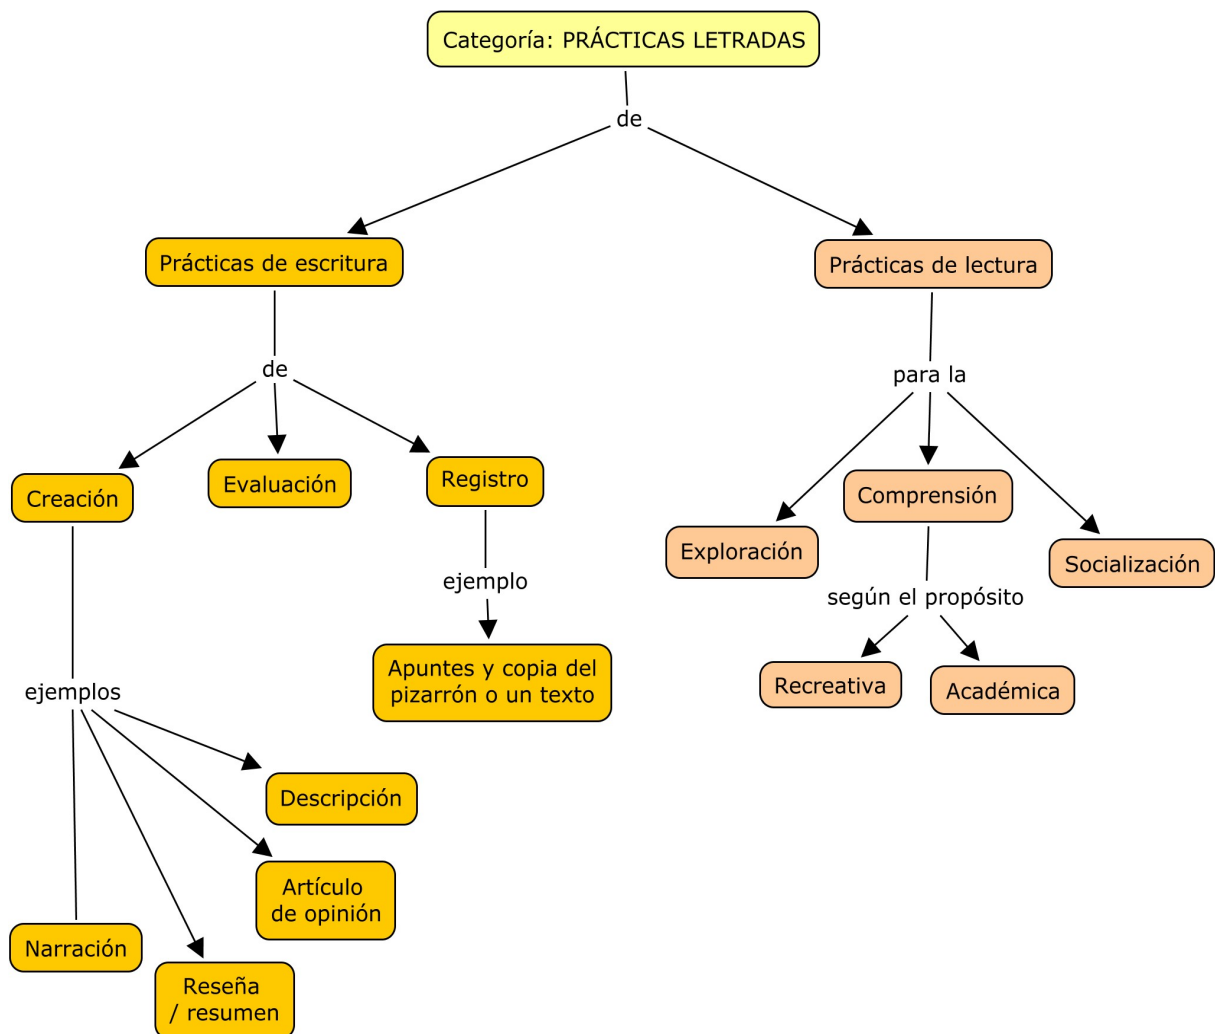 Categoría: PRÁCTICAS LETRADAS
de
Prácticas de escritura
Prácticas de lectura
de
para la
Creación
Evaluación
Registro
Exploración
Comprensión
Socialización
ejemplo
según el propósito
Apuntes y copia del
pizarrón o un texto
Recreativa
Académica
ejemplos
Descripción
Artículo
de opinión
Narración
Reseña
/ resumen